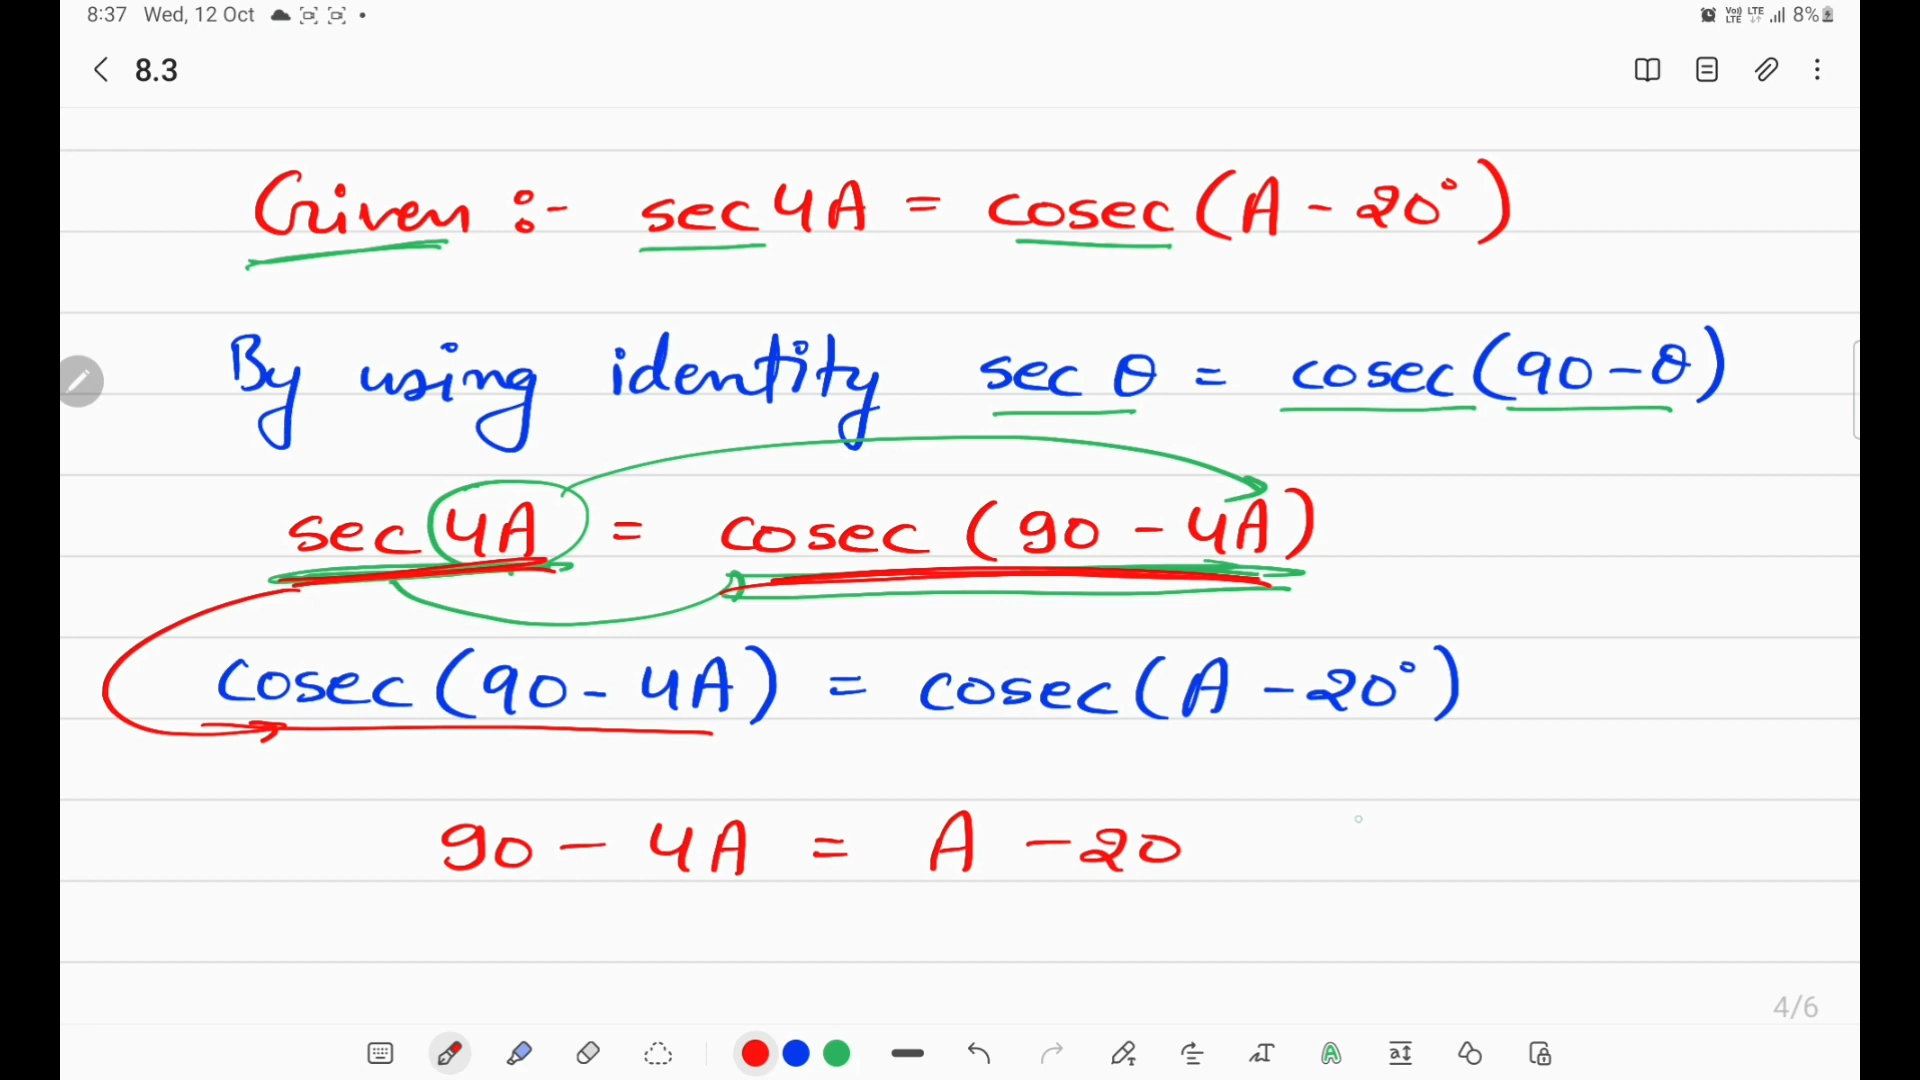 8:37 Wed, 12 Oct 8%
8.3
Given :- sec 4A = cosec (A - 20°)
By using identity sec θ = cosec (90 - θ)
sec 4A = cosec (90 - 4A)
cosec (90 - 4A) = cosec (A - 20°)
90 - 4A = A - 20
4/6